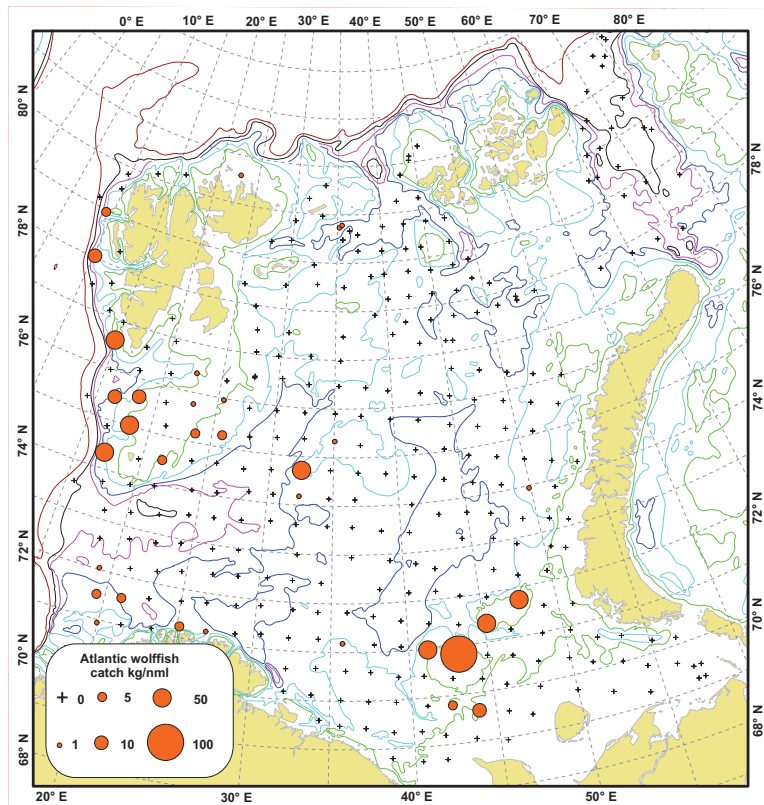 0° E 10° E 20° E 30° E 40° E 50° E 60° E 70° E 80° E
80° N
78° N
76° N
74° N
72° N
70° N
68° N
78° N
76° N
74° N
72° N
70° N
68° N
Atlantic wolffish
catch kg/nml
0 5 50
1 10 100
20° E 30° E 40° E 50° E